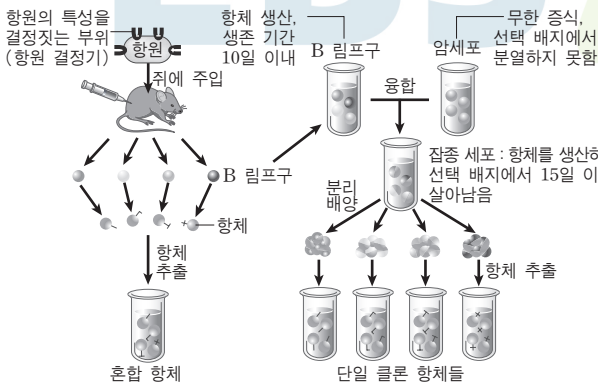 항원의 특성을
결정짓는 부위
(항원 결정기)
항원
쥐에 주입
항체 생산,
생존 기간
10일 이내
B 림프구
암세포
무한 증식,
선택 배지에서
분열하지 못함
융합
B 림프구
잡종 세포 : 항체를 생산하
선택 배지에서 15일 이
살아남음
분리
배양
항체
항체
추출
항체 추출
혼합 항체
단일 클론 항체들